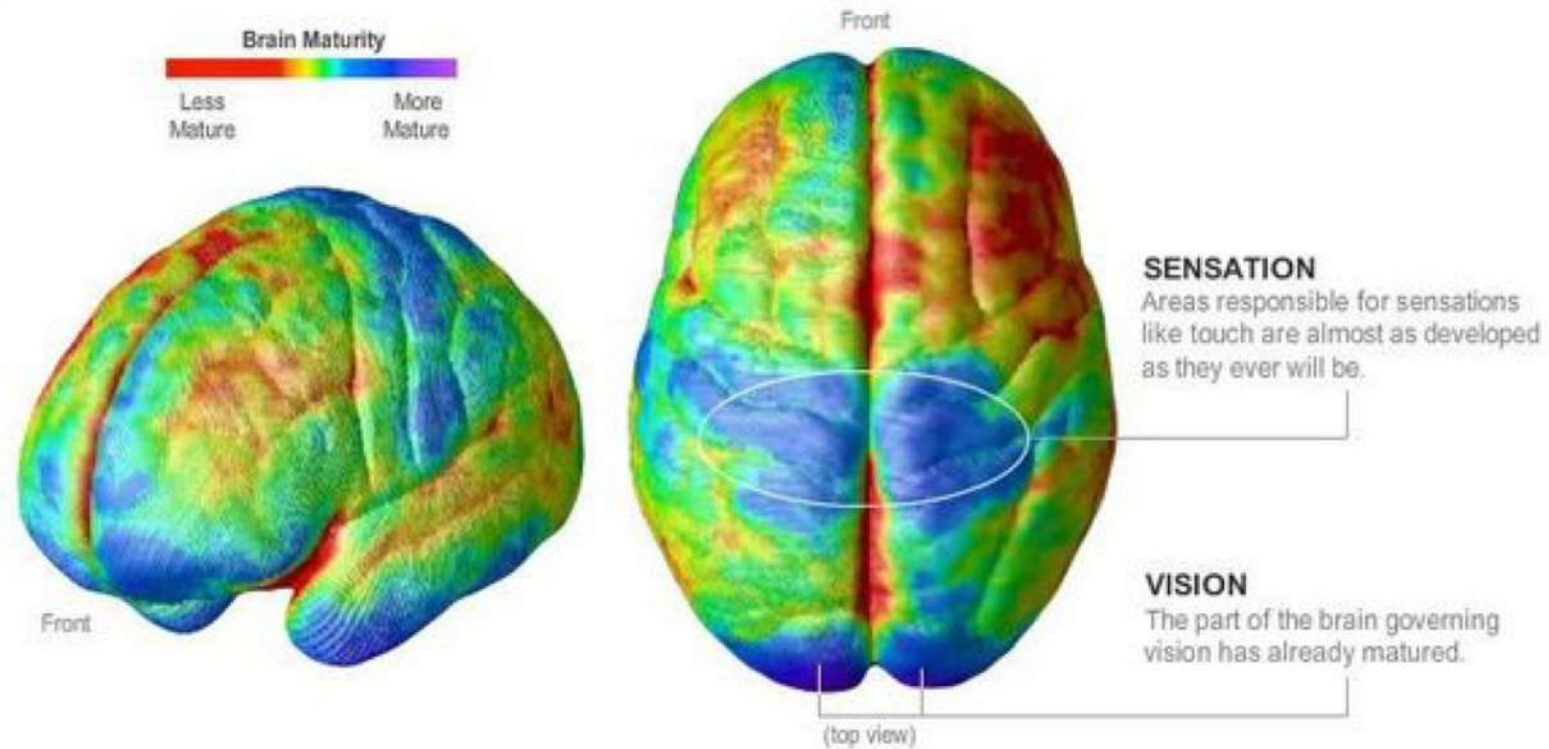 Brain Maturity
Less
Mature
More
Mature
Front
Front
SENSATION
Areas responsible for sensations
like touch are almost as developed
as they ever will be.
VISION
The part of the brain governing
vision has already matured.
(top view)